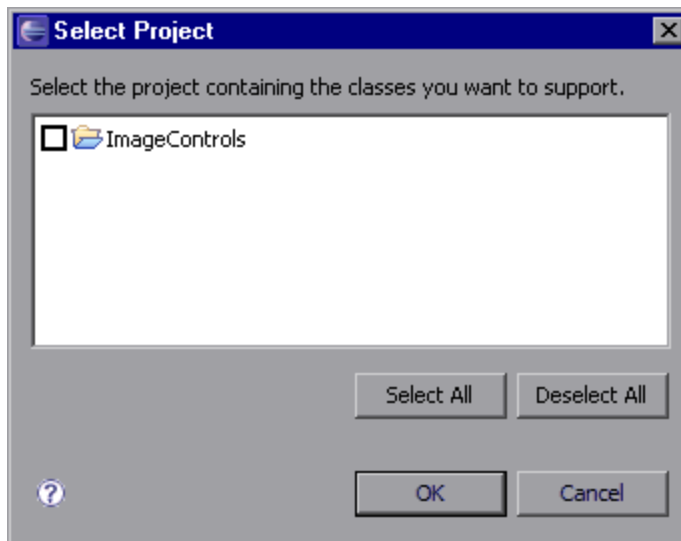 Select Project
Select the project containing the classes you want to support.
ImageControls
Select All Deselect All
? OK Cancel